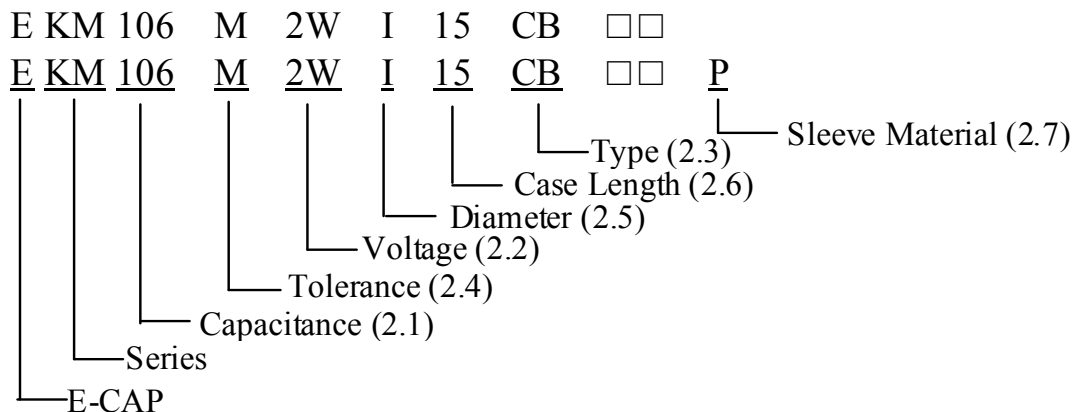 E KM 106 M 2W I 15 CB □□
E KM 106 M 2W I 15 CB □□ P
Sleeve Material (2.7)
Type (2.3)
Case Length (2.6)
Diameter (2.5)
Voltage (2.2)
Tolerance (2.4)
Capacitance (2.1)
Series
E-CAP